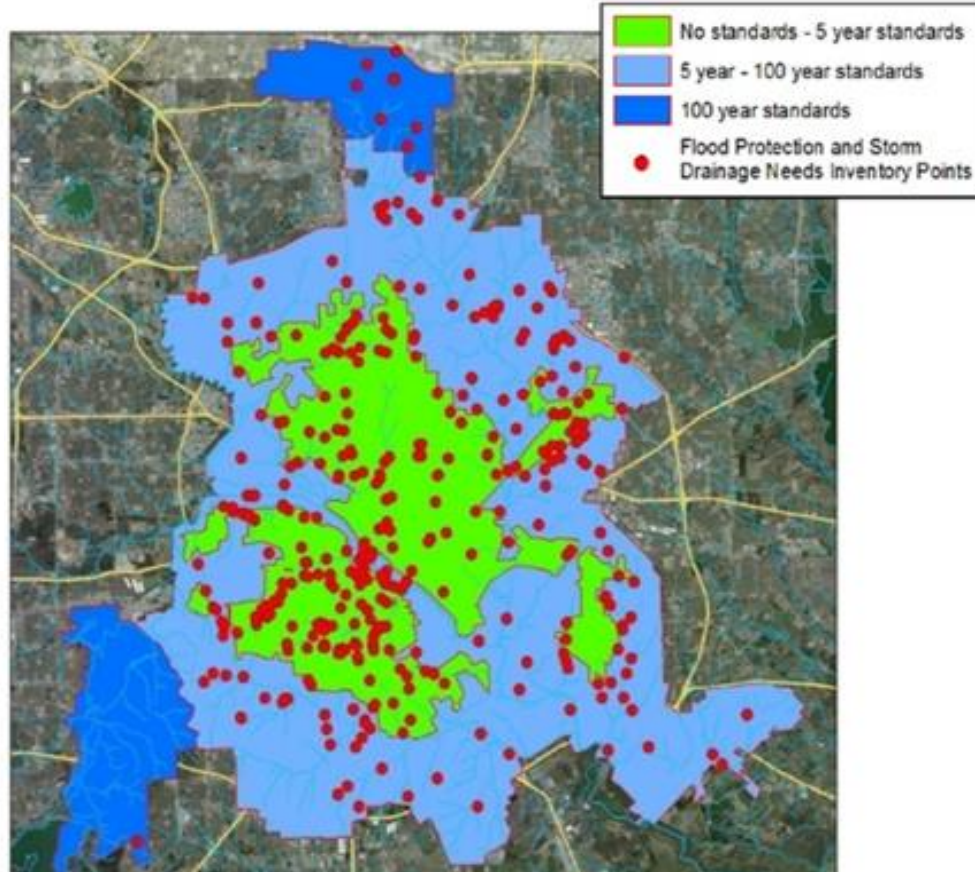 No standards - 5 year standards
5 year - 100 year standards
100 year standards
Flood Protection and Storm
Drainage Needs Inventory Points